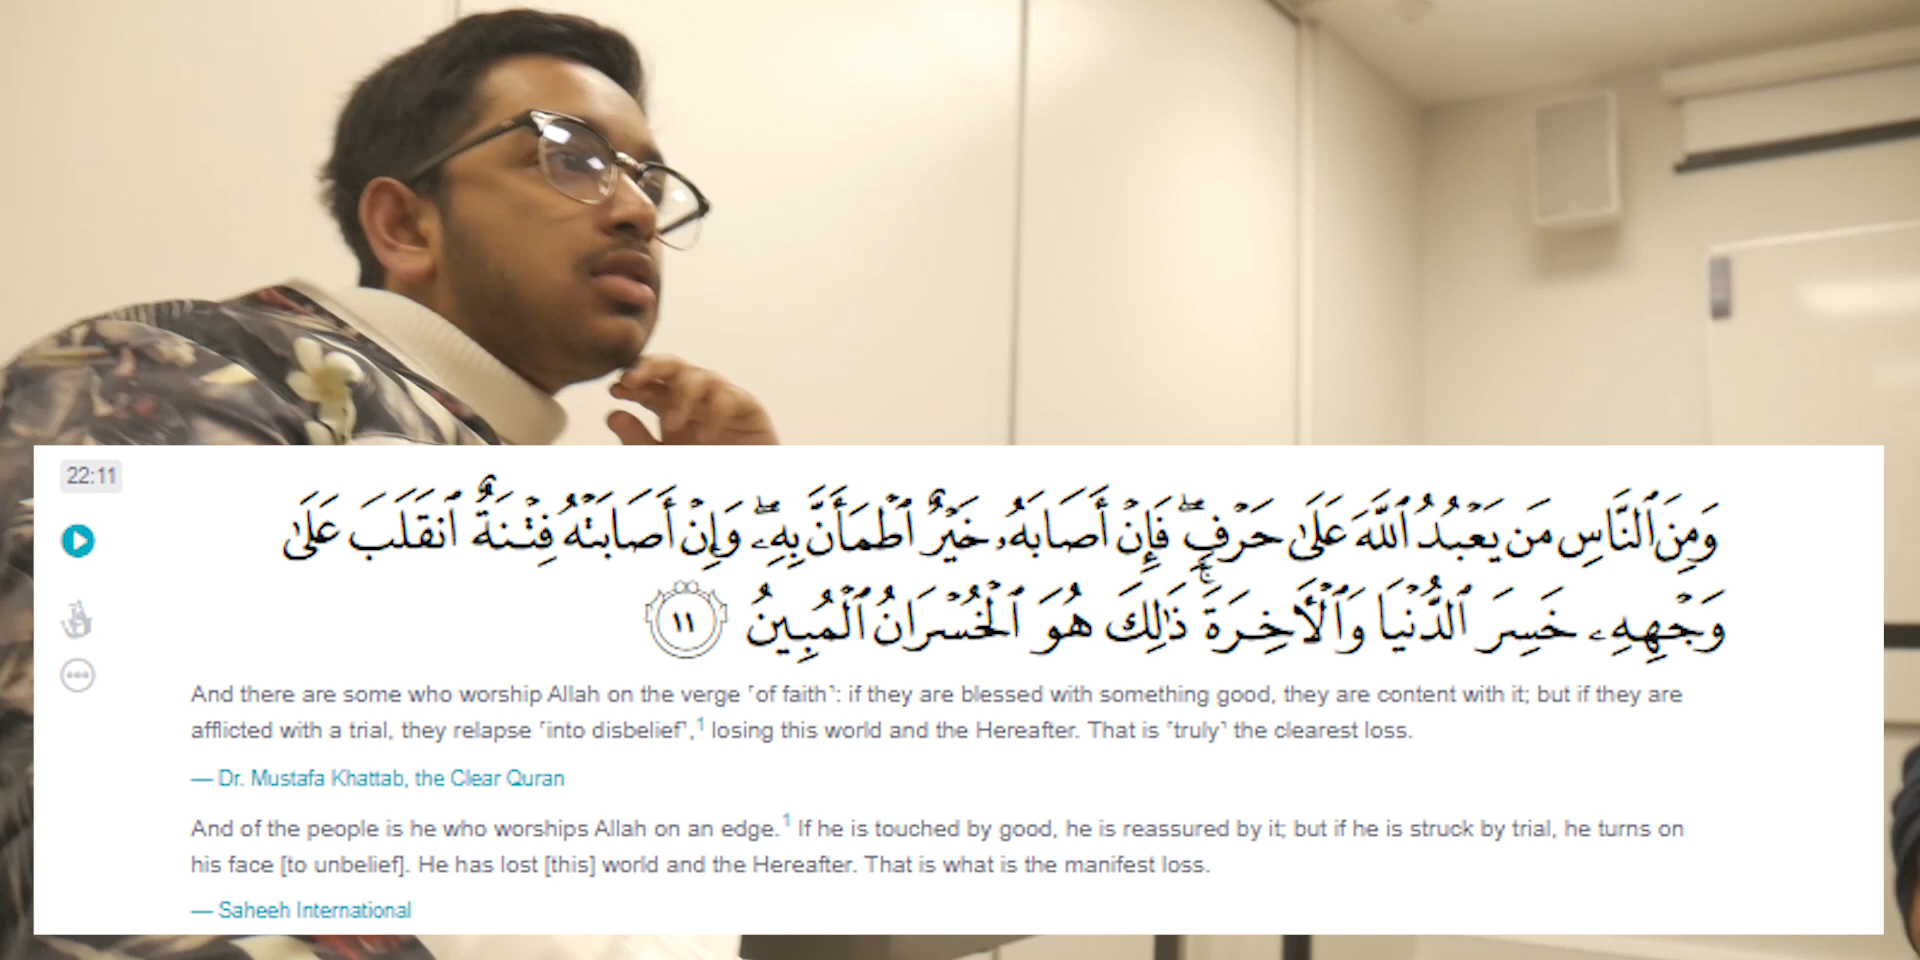 22:11
وَمِنَ ٱلنَّاسِ مَن يَعْبُدُ ٱللَّهَ عَلَىٰ حَرْفٍۢ ۖ فَإِنْ أَصَابَهُۥ خَيْرٌ ٱطْمَأَنَّ بِهِۦ ۖ وَإِنْ أَصَابَتْهُ فِتْنَةٌ ٱنقَلَبَ عَلَىٰ
وَجْهِهِۦ خَسِرَ ٱلدُّنْيَا وَٱلْـَٔاخِرَةَ ۚ ذَٰلِكَ هُوَ ٱلْخُسْرَانُ ٱلْمُبِينُ ١١
And there are some who worship Allah on the verge ˹of faith˺: if they are blessed with something good, they are content with it; but if they are
afflicted with a trial, they relapse ˹into disbelief˺,1 losing this world and the Hereafter. That is ˹truly˺ the clearest loss.
— Dr. Mustafa Khattab, the Clear Quran
And of the people is he who worships Allah on an edge.1 If he is touched by good, he is reassured by it; but if he is struck by trial, he turns on
his face [to unbelief]. He has lost [this] world and the Hereafter. That is what is the manifest loss.
— Saheeh International